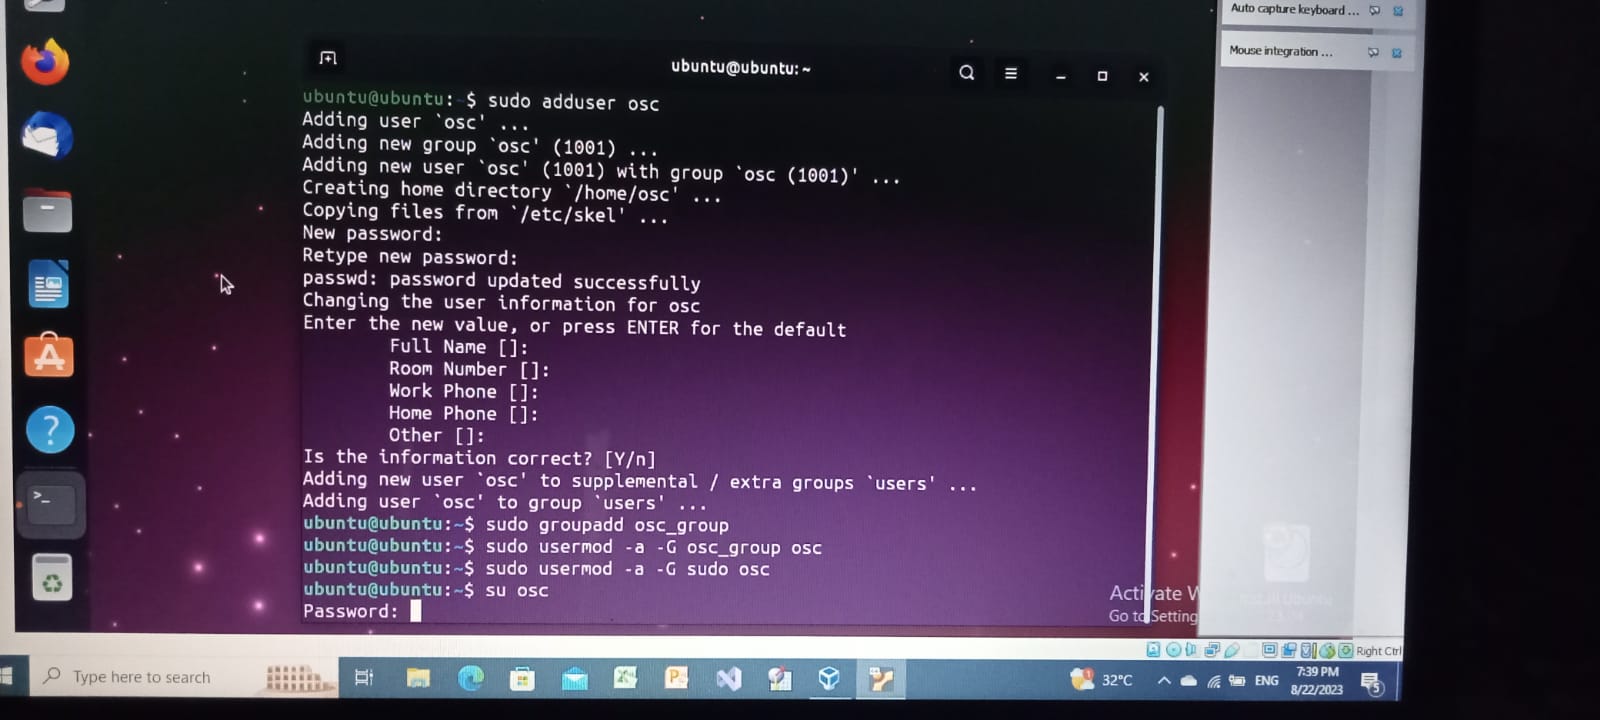 Auto capture keyboard ...
Mouse integration ...
ubuntu@ubuntu: ~
ubuntu@ubuntu:~$ sudo adduser osc
Adding user `osc' ...
Adding new group `osc' (1001) ...
Adding new user `osc' (1001) with group `osc (1001)' ...
Creating home directory `/home/osc' ...
Copying files from `/etc/skel' ...
New password:
Retype new password:
passwd: password updated successfully
Changing the user information for osc
Enter the new value, or press ENTER for the default
Full Name []:
Room Number []:
Work Phone []:
Home Phone []:
Other []:
Is the information correct? [Y/n]
Adding new user `osc' to supplemental / extra groups `users' ...
Adding user `osc' to group `users' ...
ubuntu@ubuntu:~$ sudo groupadd osc_group
ubuntu@ubuntu:~$ sudo usermod -a -G osc_group osc
ubuntu@ubuntu:~$ sudo usermod -a -G sudo osc
ubuntu@ubuntu:~$ su osc
Password:
Activate W
Go to Setting
Right Ctrl
Type here to search
1
32°C
ENG
7:39 PM
8/22/2023
5